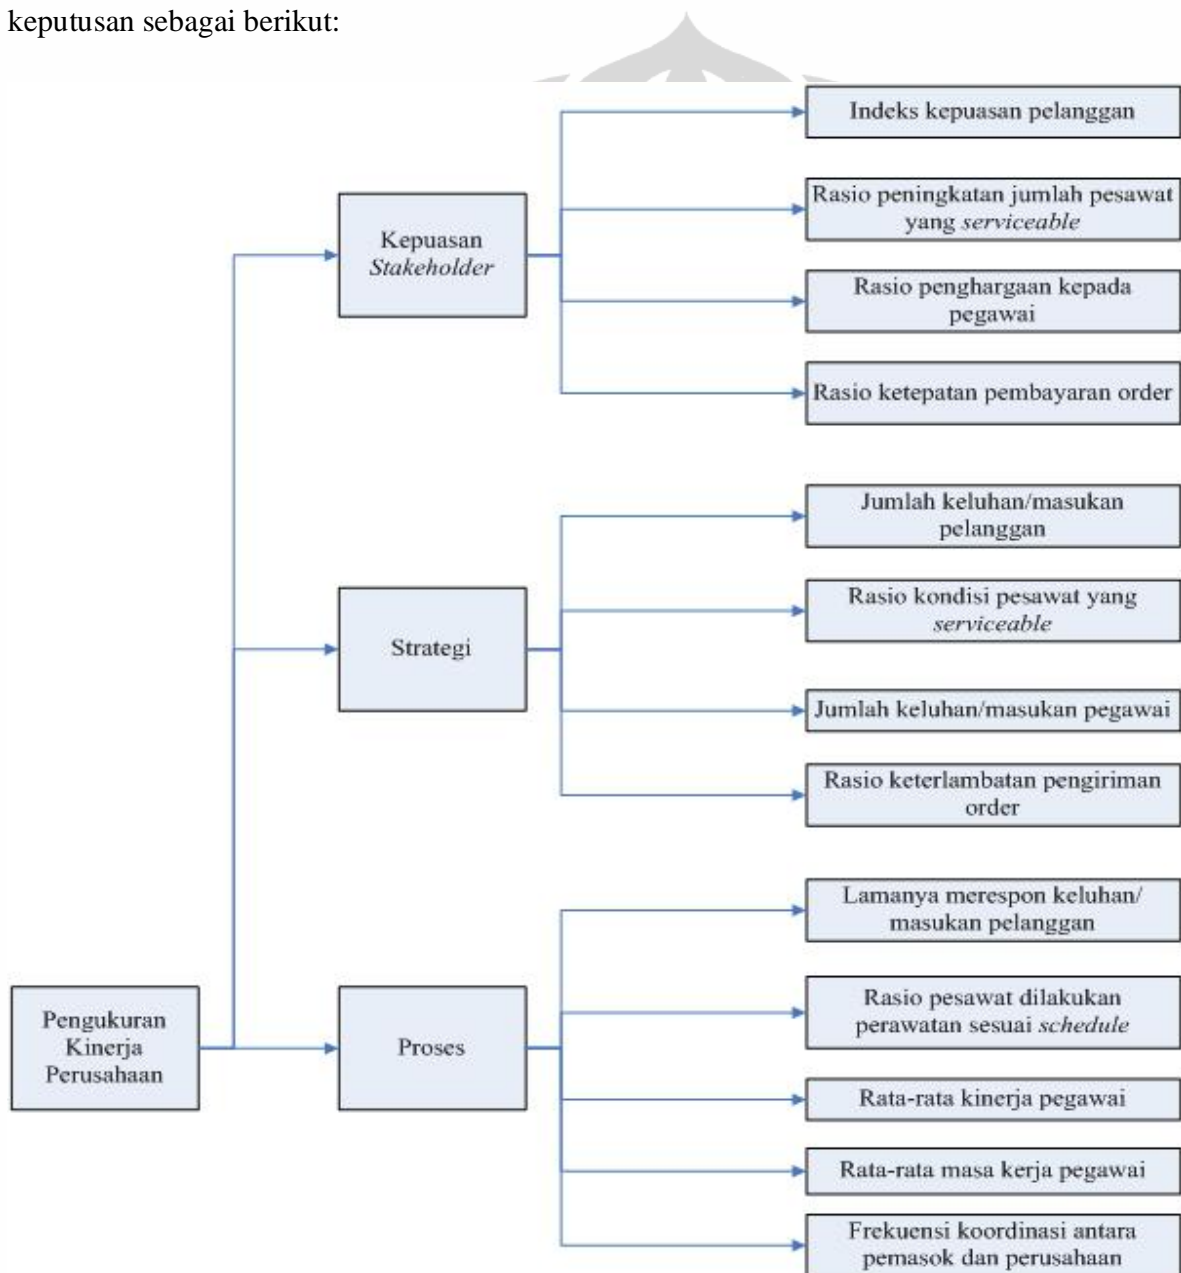 keputusan sebagai berikut:
Indeks kepuasan pelanggan
Rasio peningkatan jumlah pesawat
yang serviceable
Kepuasan
Stakeholder
Rasio penghargaan kepada
pegawai
Rasio ketepatan pembayaran order
Jumlah keluhan/masukan
pelanggan
Rasio kondisi pesawat yang
serviceable
Strategi
Jumlah keluhan/masukan pegawai
Rasio keterlambatan pengiriman
order
Lamanya merespon keluhan/
masukan pelanggan
Pengukuran
Kinerja
Perusahaan
Proses
Rasio pesawat dilakukan
perawatan sesuai schedule
Rata-rata kinerja pegawai
Rata-rata masa kerja pegawai
Frekuensi koordinasi antara
pemasok dan perusahaan